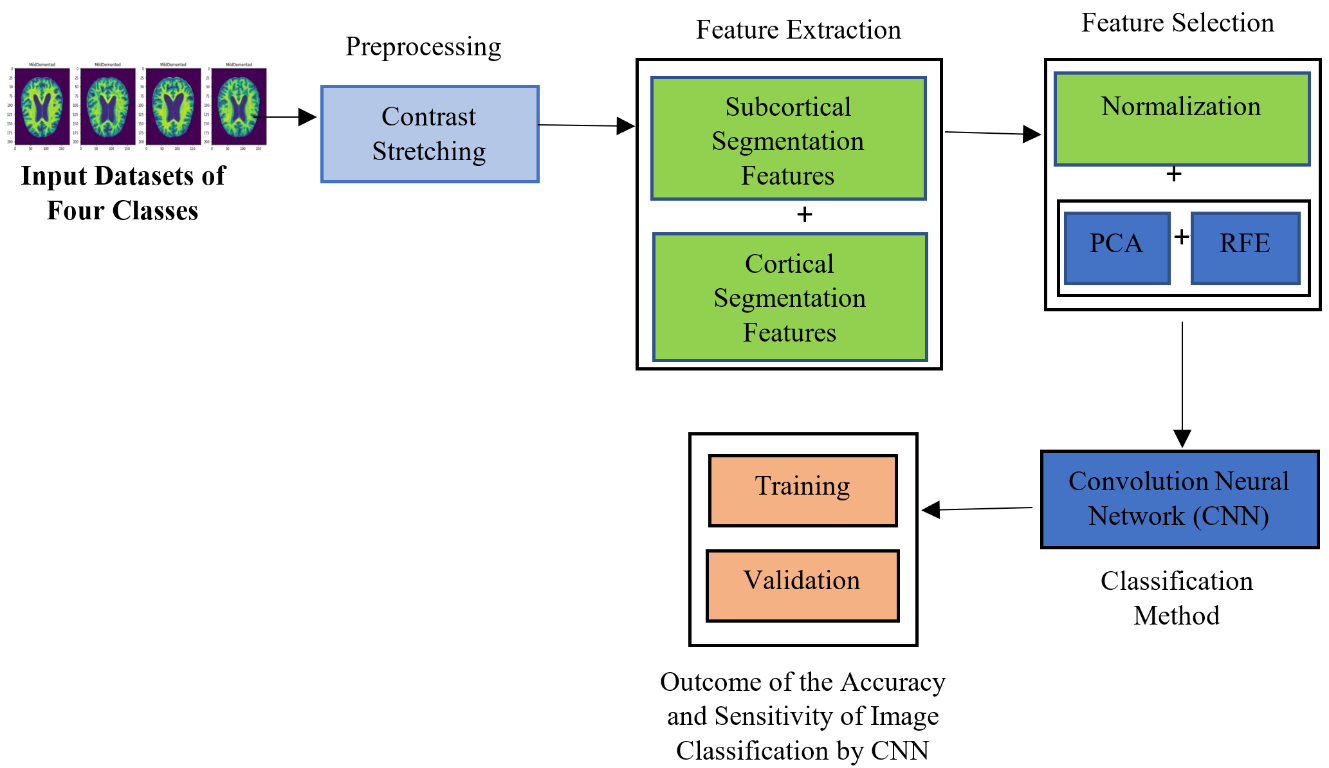 Feature Selection
Feature Extraction
Preprocessing
MildDemented MildDemented MildDemented MildDemented
Input Datasets of
Four Classes
Contrast
Stretching
Subcortical
Segmentation
Features
+
Cortical
Segmentation
Features
Normalization
+
PCA + RFE
Convolution Neural
Network (CNN)
Classification
Method
Training
Validation
Outcome of the Accuracy
and Sensitivity of Image
Classification by CNN